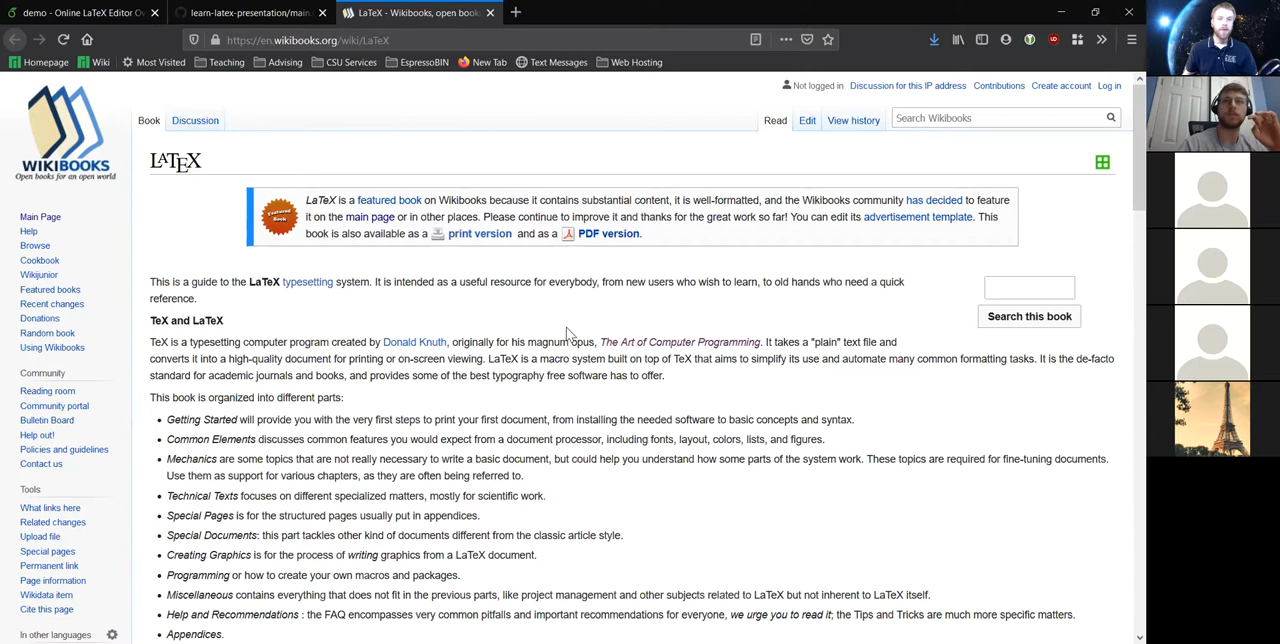 demo - Online LaTeX Editor Ov
learn-latex-presentation/main.
LaTeX - Wikibooks, open book
https://en.wikibooks.org/wiki/LaTeX
Homepage
Wiki
Most Visited
Teaching
Advising
CSU Services
EspressoBIN
New Tab
Text Messages
Web Hosting
Not logged in Discussion for this IP address Contributions Create account Log in
Book Discussion Read Edit View history Search Wikibooks
WIKIBOOKS
Open books for an open world
LATEX
Featured Book
LaTeX is a featured book on Wikibooks because it contains substantial content, it is well-formatted, and the Wikibooks community has decided to feature
it on the main page or in other places. Please continue to improve it and thanks for the great work so far! You can edit its advertisement template. This
book is also available as a print version and as a PDF version.
Main Page
Help
Browse
Cookbook
Wikijunior
Featured books
Recent changes
Donations
Random book
Using Wikibooks
Community
Reading room
Community portal
Bulletin Board
Help out!
Policies and guidelines
Contact us
Tools
What links here
Related changes
Upload file
Special pages
Permanent link
Page information
Wikidata item
Cite this page
In other languages
This is a guide to the LaTeX typesetting system. It is intended as a useful resource for everybody, from new users who wish to learn, to old hands who need a quick
reference.
Search this book
TeX and LaTeX
TeX is a typesetting computer program created by Donald Knuth, originally for his magnum opus, The Art of Computer Programming. It takes a "plain" text file and
converts it into a high-quality document for printing or on-screen viewing. LaTeX is a macro system built on top of TeX that aims to simplify its use and automate many common formatting tasks. It is the de-facto
standard for academic journals and books, and provides some of the best typography free software has to offer.
This book is organized into different parts:
• Getting Started will provide you with the very first steps to print your first document, from installing the needed software to basic concepts and syntax.
• Common Elements discusses common features you would expect from a document processor, including fonts, layout, colors, lists, and figures.
• Mechanics are some topics that are not really necessary to write a basic document, but could help you understand how some parts of the system work. These topics are required for fine-tuning documents.
Use them as support for various chapters, as they are often being referred to.
• Technical Texts focuses on different specialized matters, mostly for scientific work.
• Special Pages is for the structured pages usually put in appendices.
• Special Documents: this part tackles other kind of documents different from the classic article style.
• Creating Graphics is for the process of writing graphics from a LaTeX document.
• Programming or how to create your own macros and packages.
• Miscellaneous contains everything that does not fit in the previous parts, like project management and other subjects related to LaTeX but not inherent to LaTeX itself.
• Help and Recommendations : the FAQ encompasses very common pitfalls and important recommendations for everyone, we urge you to read it; the Tips and Tricks are much more specific matters.
• Appendices.